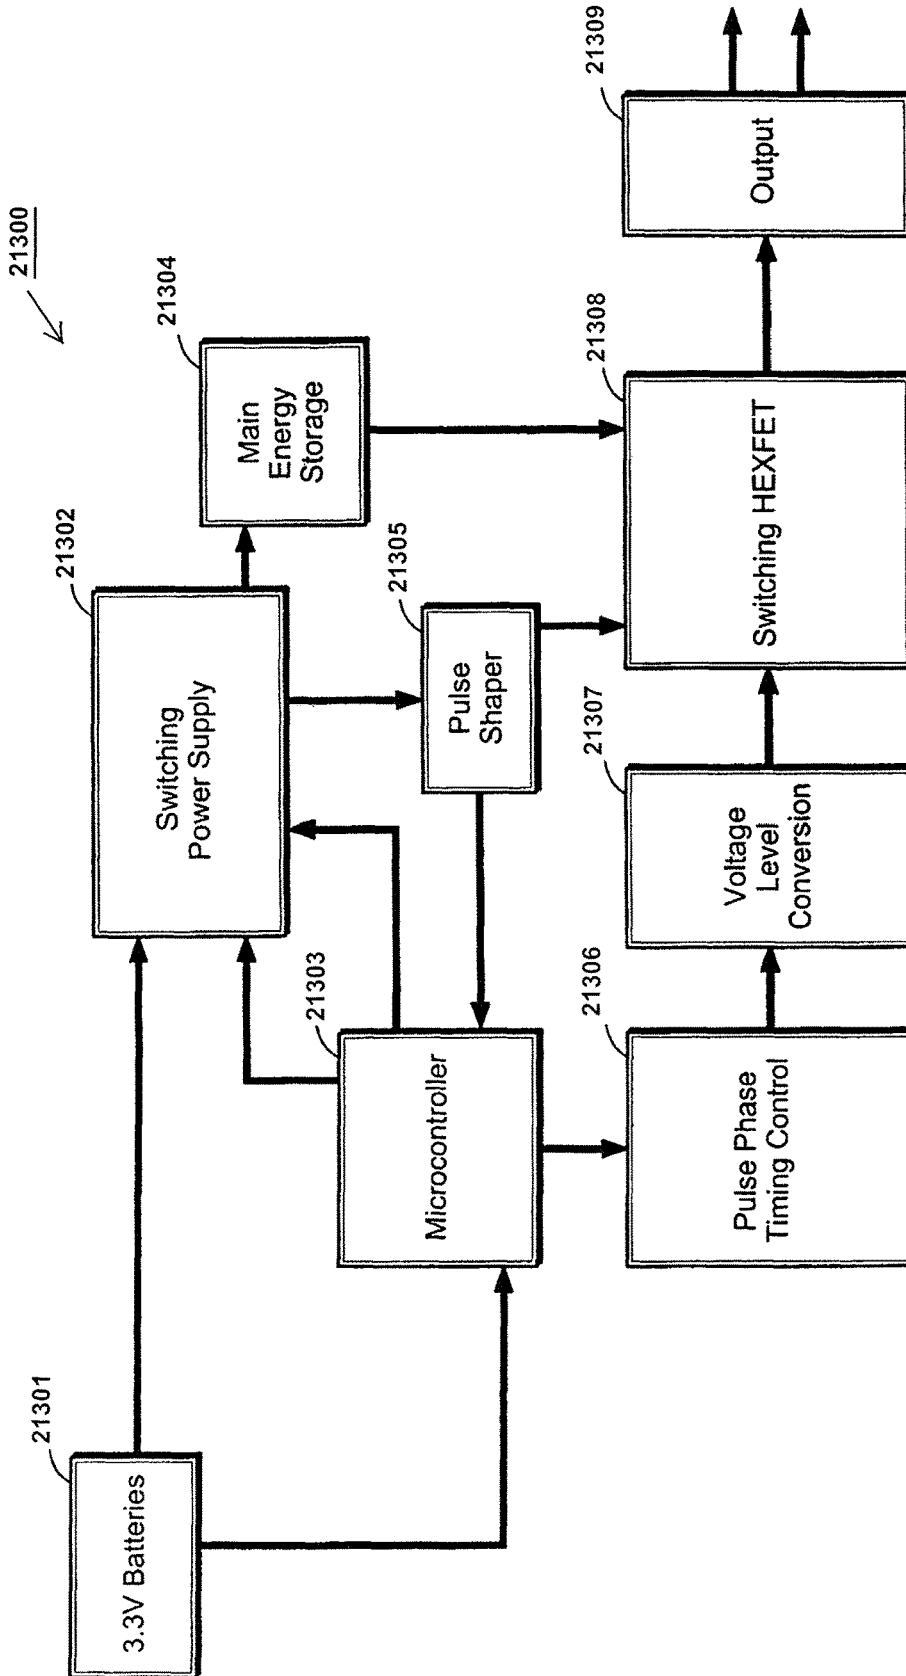 21300
21301
3.3V Batteries
21302
Switching
Power Supply
21304
Main
Energy
Storage
21303
Microcontroller
21305
Pulse
Shaper
21306
Pulse Phase
Timing Control
21307
Voltage
Level
Conversion
21308
Switching HEXFET
21309
Output